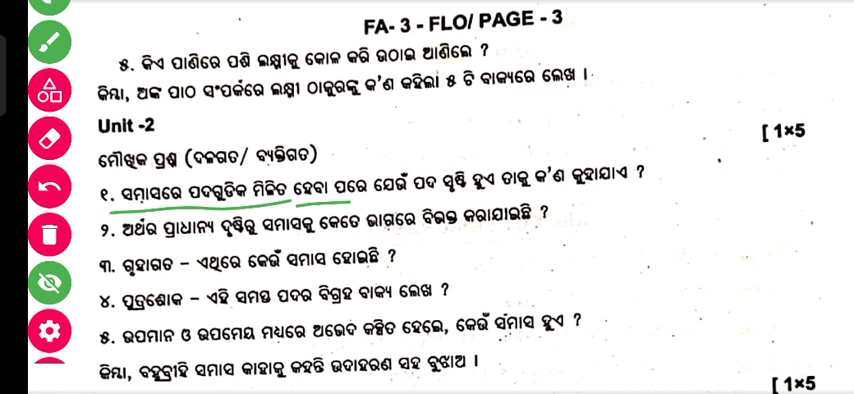 FA- 3 - FLO/ PAGE - 3
୫. କିଏ ପାଣିରେ ପଶି ଲକ୍ଷ୍ମୀକୁ କୋଳ କରି ଉଠାଇ ଆଣିଲେ ?
କିମ୍ବା, ଅଙ୍କ ପାଠ ସଂପର୍କରେ ଲକ୍ଷ୍ମୀ ଠାକୁରଙ୍କୁ କ'ଣ କହିଲା ୫ ଟି ବାକ୍ୟରେ ଲେଖ ।
Unit -2
[ 1×5
ମୌଖିକ ପ୍ରଶ୍ନ (ଦଳଗତ/ ବ୍ୟକ୍ତିଗତ)
୧. ସମାସରେ ପଦଗୁଡିକ ମିଳିତ ହେବା ପରେ ଯେଉଁ ପଦ ସୃଷ୍ଟି ହୁଏ ତାକୁ କ'ଣ କୁହାଯାଏ ?
୨. ଅର୍ଥର ପ୍ରାଧାନ୍ୟ ଦୃଷ୍ଟିରୁ ସମାସକୁ କେତେ ଭାଗରେ ବିଭକ୍ତ କରାଯାଇଛି ?
୩. ଗୃହାଗତ - ଏଥିରେ କେଉଁ ସମାସ ହୋଇଛି ?
୪. ପୁତ୍ରଶୋକ - ଏହି ସମସ୍ତ ପଦର ବିଗ୍ରହ ବାକ୍ୟ ଲେଖ ?
୫. ଉପମାନ ଓ ଉପମେୟ ମଧ୍ୟରେ ଅଭେଦ କଳ୍ପିତ ହେଲେ, କେଉଁ ସମାସ ହୁଏ ?
କିମ୍ବା, ବହୁବ୍ରୀହି ସମାସ କାହାକୁ କହନ୍ତି ଉଦାହରଣ ସହ ବୁଝାଅ ।
[ 1×5